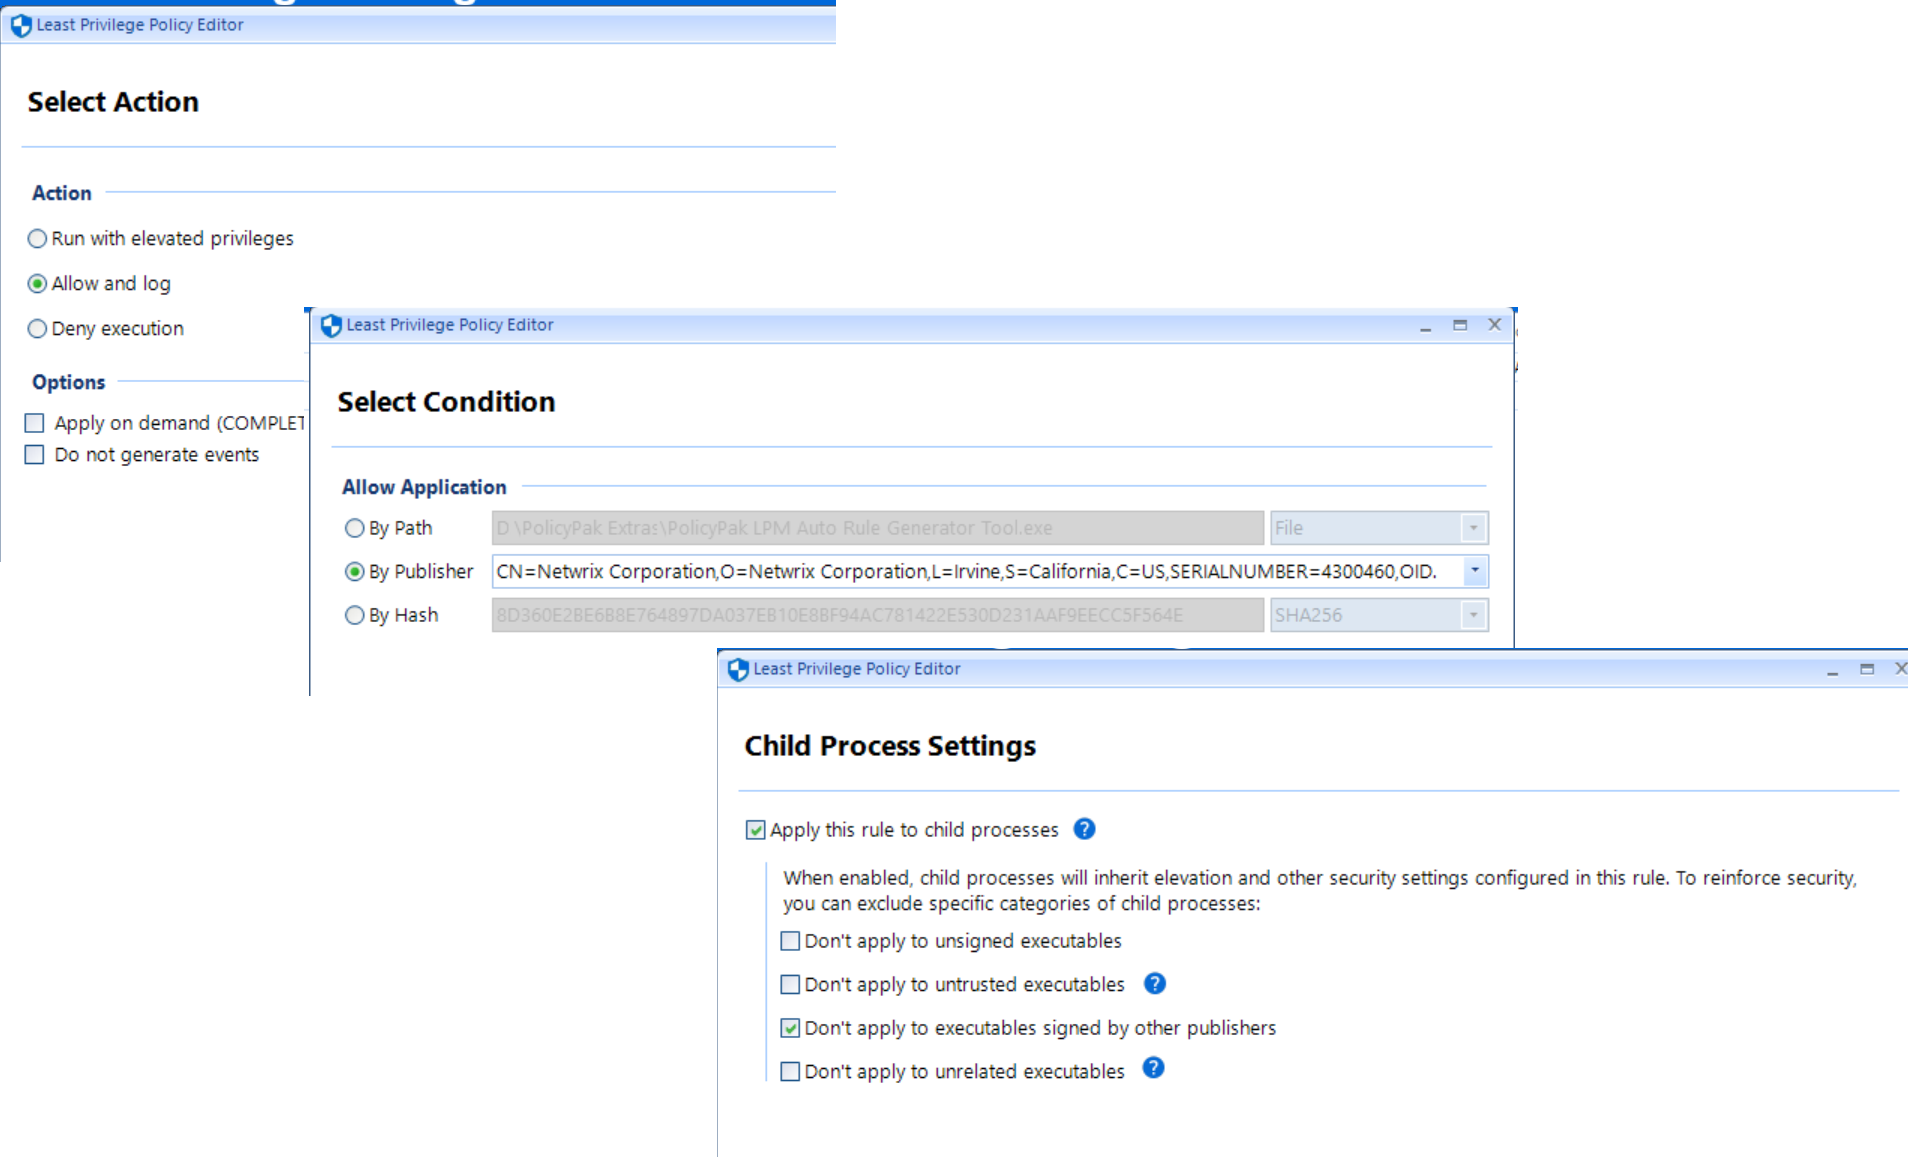 Least Privilege Policy Editor
Select Action
Action
Run with elevated privileges
Allow and log
Deny execution
Options
Apply on demand (COMPLET
Do not generate events
Least Privilege Policy Editor
Select Condition
Allow Application
By Path D:\PolicyPak Extras\PolicyPak LPM Auto Rule Generator Tool.exe File
By Publisher CN=Netwrix Corporation,O=Netwrix Corporation,L=Irvine,S=California,C=US,SERIALNUMBER=4300460,OID.
By Hash 8D360E2BE6B8E764897DA037EB10E8BF94AC781422E530D231AAF9EECC5F564E SHA256
Least Privilege Policy Editor
Child Process Settings
Apply this rule to child processes ?
When enabled, child processes will inherit elevation and other security settings configured in this rule. To reinforce security,
you can exclude specific categories of child processes:
Don't apply to unsigned executables
Don't apply to untrusted executables ?
Don't apply to executables signed by other publishers
Don't apply to unrelated executables ?